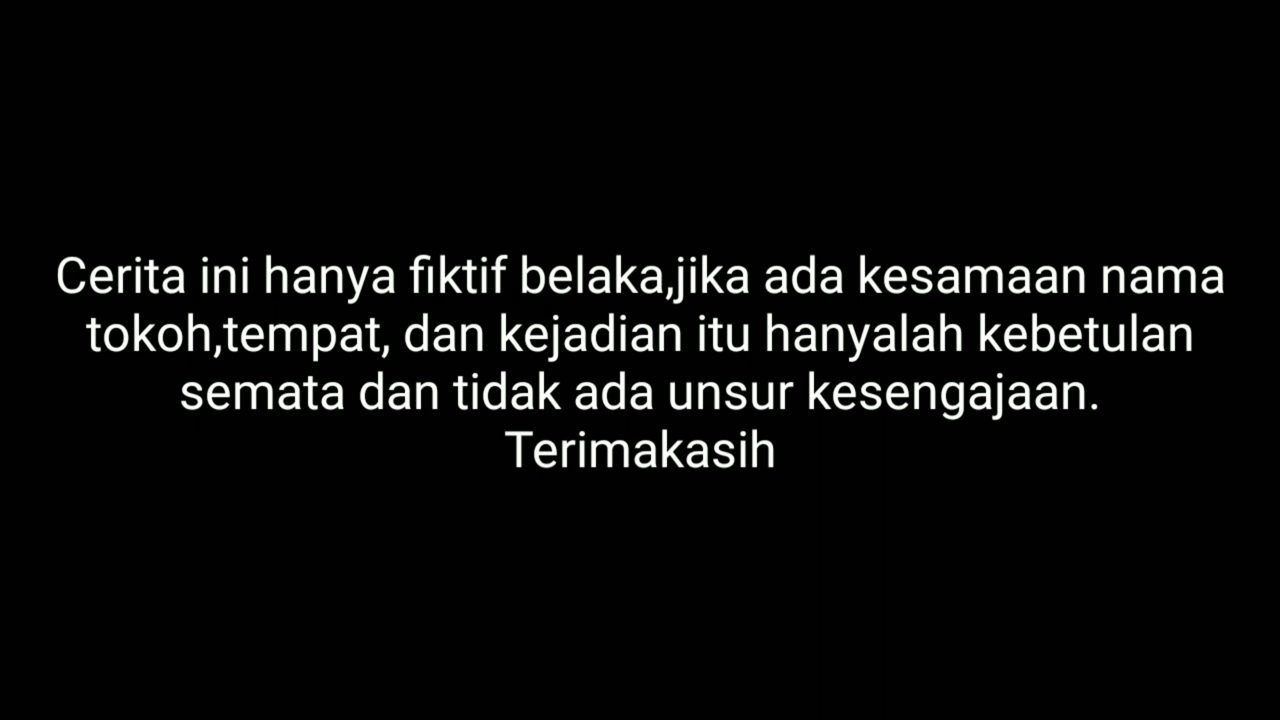 Cerita ini hanya fiktif belaka,jika ada kesamaan nama
tokoh,tempat, dan kejadian itu hanyalah kebetulan
semata dan tidak ada unsur kesengajaan.
Terimakasih